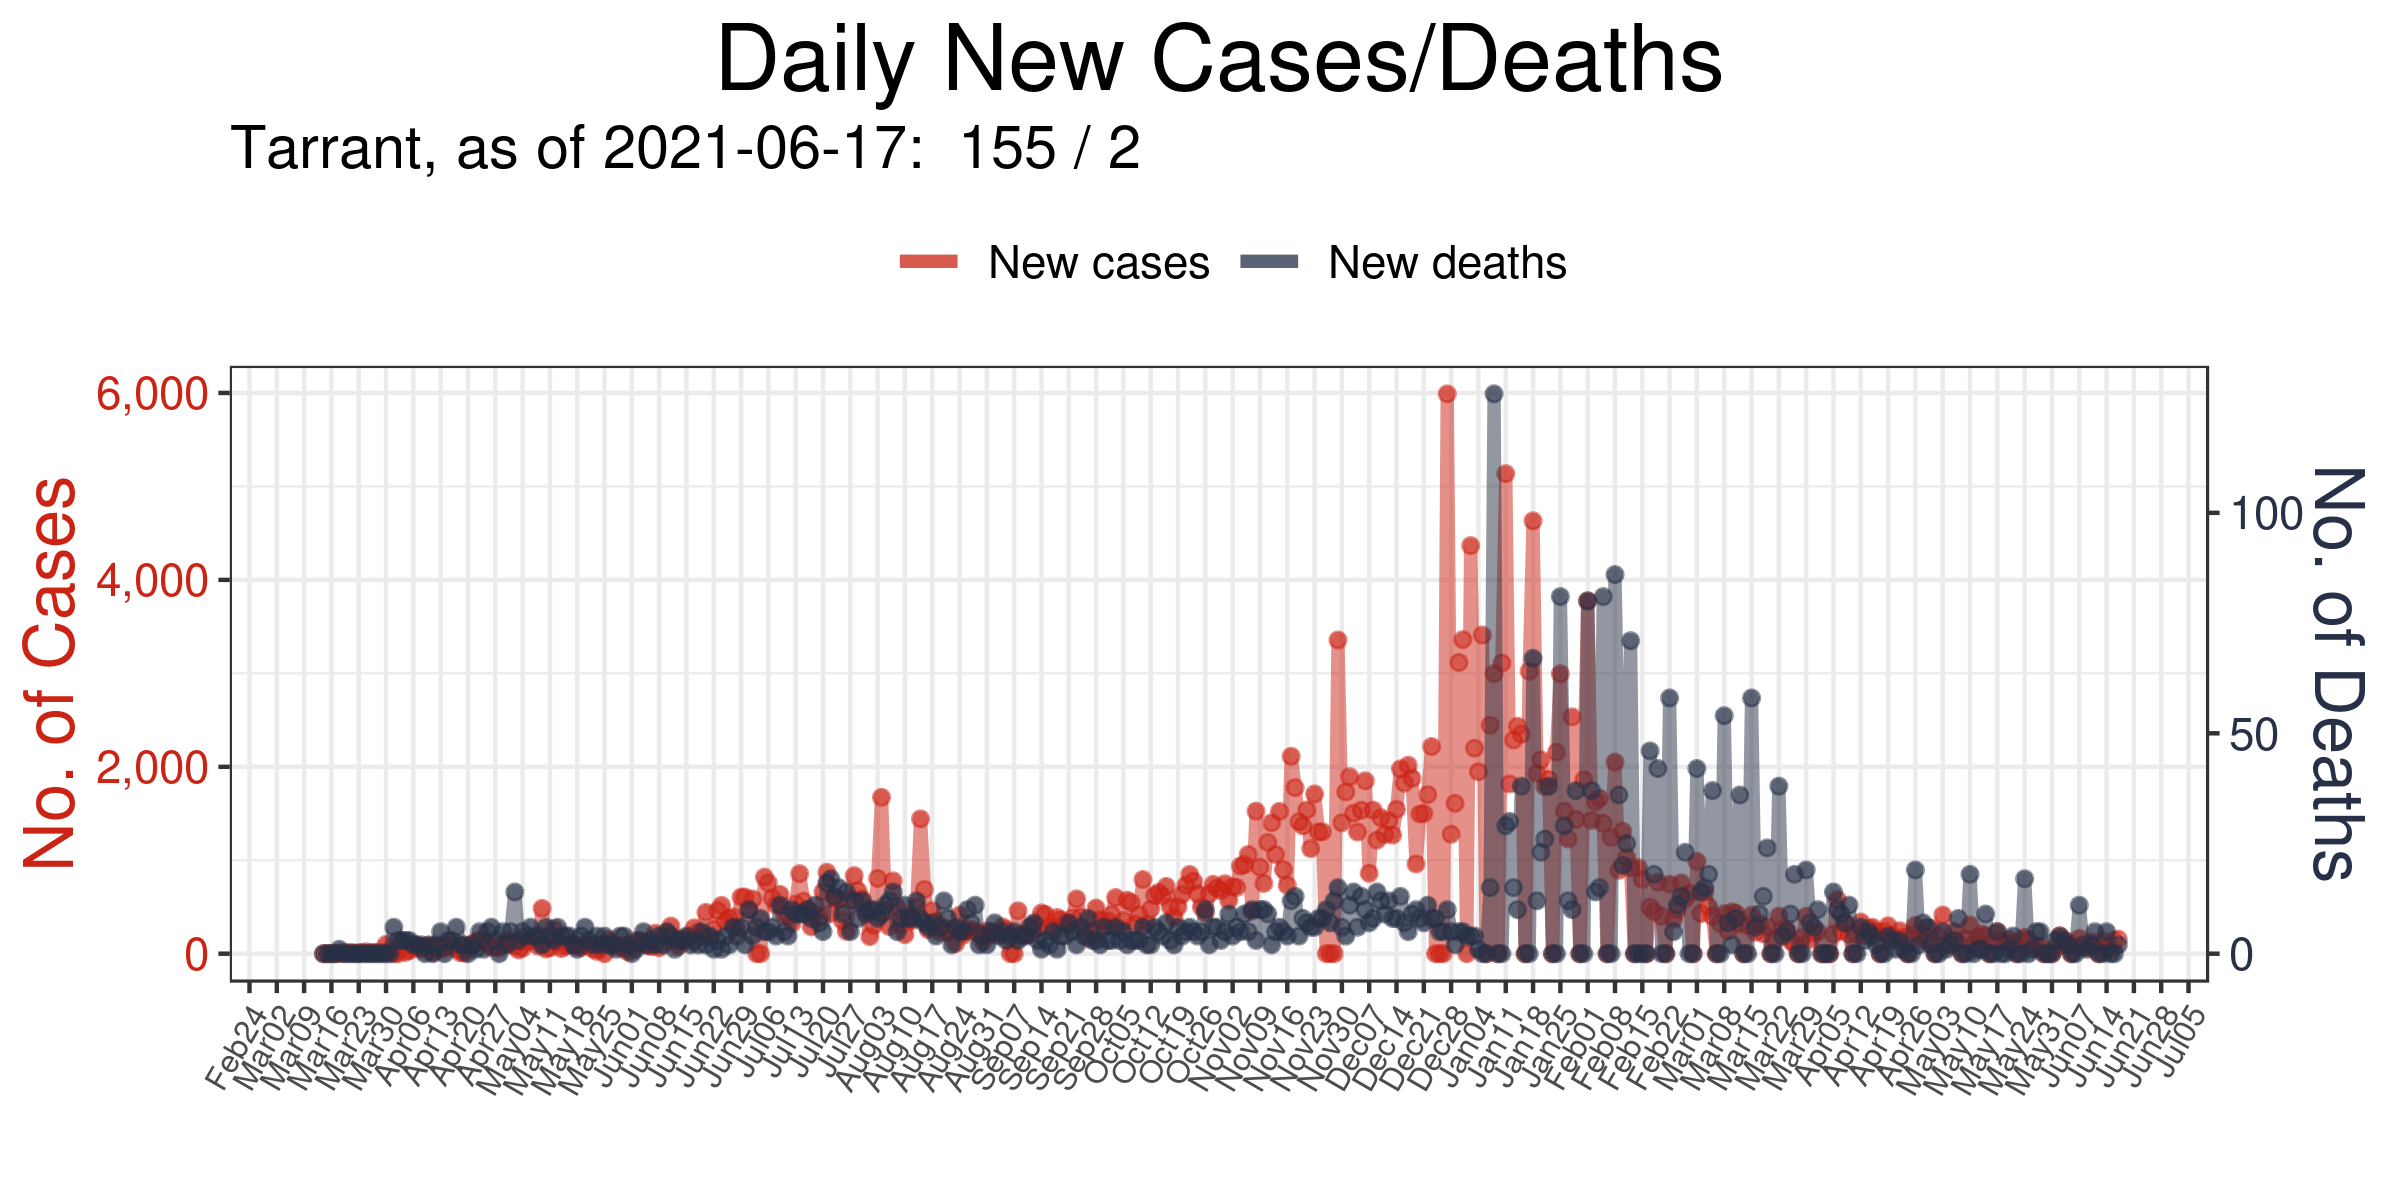 Daily New Cases/Deaths
Tarrant, as of 2021-06-17: 155 / 2
New cases New deaths
No. of Cases
6,000
4,000
2,000
0
No. of Deaths
100
50
0
Feb24 Mar02 Mar09 Mar16 Mar23 Mar30 Apr06 Apr13 Apr20 Apr27 May04 May11 May18 May25 Jun01 Jun08 Jun15 Jun22 Jun29 Jul06 Jul13 Jul20 Jul27 Aug03 Aug10 Aug17 Aug24 Aug31 Sep07 Sep14 Sep21 Sep28 Oct05 Oct12 Oct19 Oct26 Nov02 Nov09 Nov16 Nov23 Nov30 Dec07 Dec14 Dec21 Dec28 Jan04 Jan11 Jan18 Jan25 Feb01 Feb08 Feb15 Feb22 Mar01 Mar08 Mar15 Mar22 Mar29 Apr05 Apr12 Apr19 Apr26 May03 May10 May17 May24 May31 Jun07 Jun14 Jun21 Jun28 Jul05